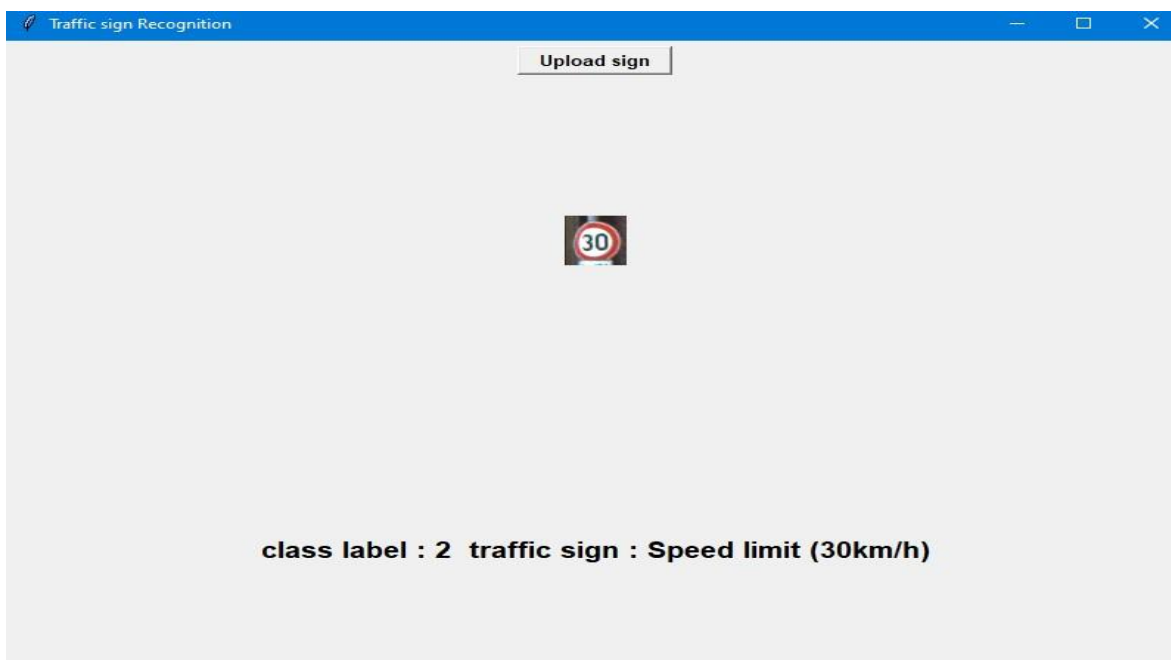 Traffic sign Recognition
Upload sign
30
class label : 2 traffic sign : Speed limit (30km/h)